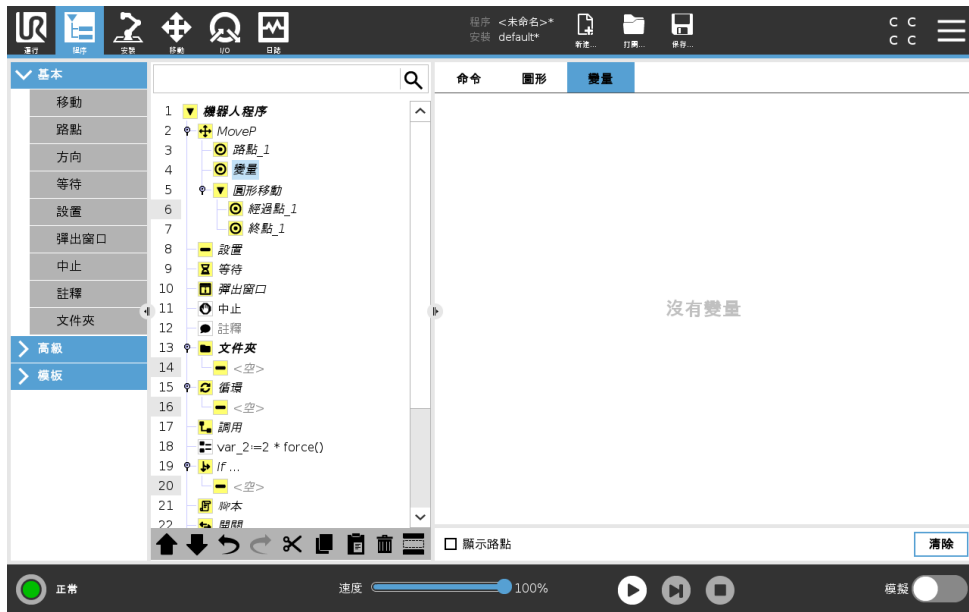 UR
運行
程序
安裝
移動
I/O
日誌
程序 <未命名>*
安裝 default*
新建...
打開...
保存...
C C
C C
基本
移動
路點
方向
等待
設置
彈出窗口
中止
註釋
文件夾
高級
模板
1 機器人程序
2 MoveP
3 路點_1
4 變量
5 圓形移動
6 經過點_1
7 終點_1
8 設置
9 等待
10 彈出窗口
11 中止
12 註釋
13 文件夾
14 <空>
15 循環
16 <空>
17 調用
18 var_2:=2 * force()
19 If ...
20 <空>
21 腳本
22 開關
命令 圖形 變量
沒有變量
顯示路點
清除
正常
速度 100%
模擬